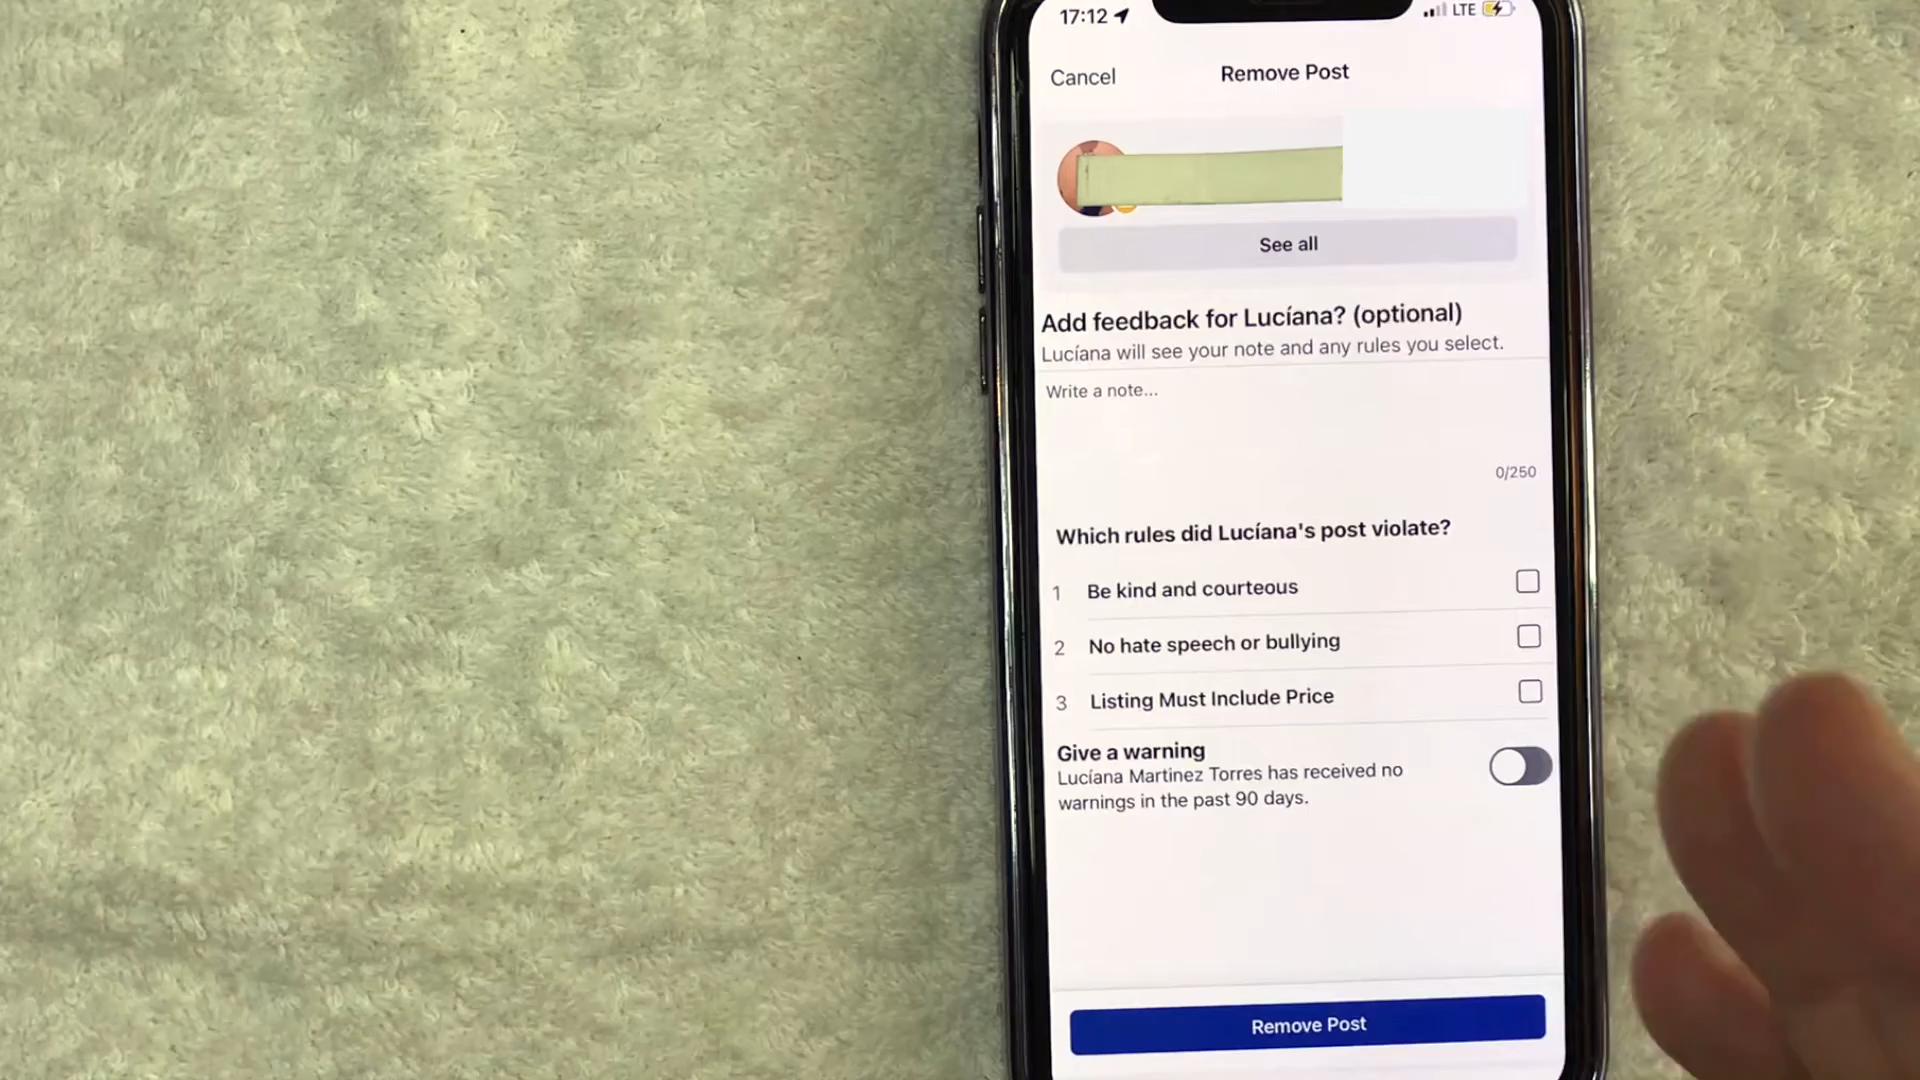 17:12
LTE
Cancel
Remove Post
See all
Add feedback for Lucíana? (optional)
Lucíana will see your note and any rules you select.
Write a note...
0/250
Which rules did Lucíana's post violate?
1 Be kind and courteous
2 No hate speech or bullying
3 Listing Must Include Price
Give a warning
Lucíana Martinez Torres has received no
warnings in the past 90 days.
Remove Post